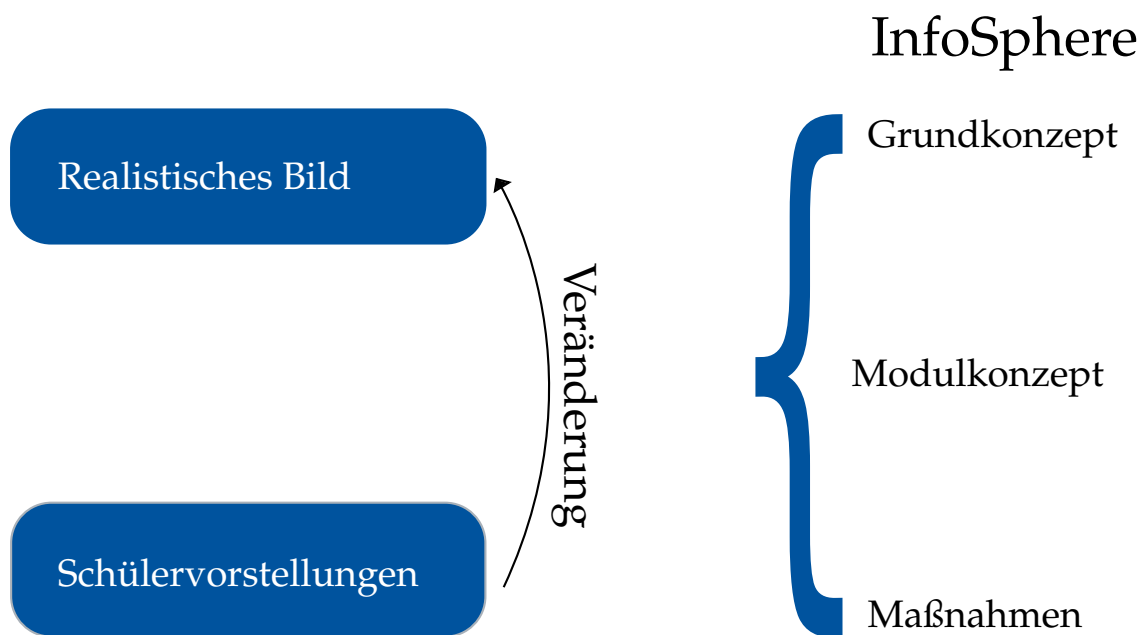 InfoSphere
Realistisches Bild
Grundkonzept
Veränderung
Modulkonzept
Schülervorstellungen
Maßnahmen